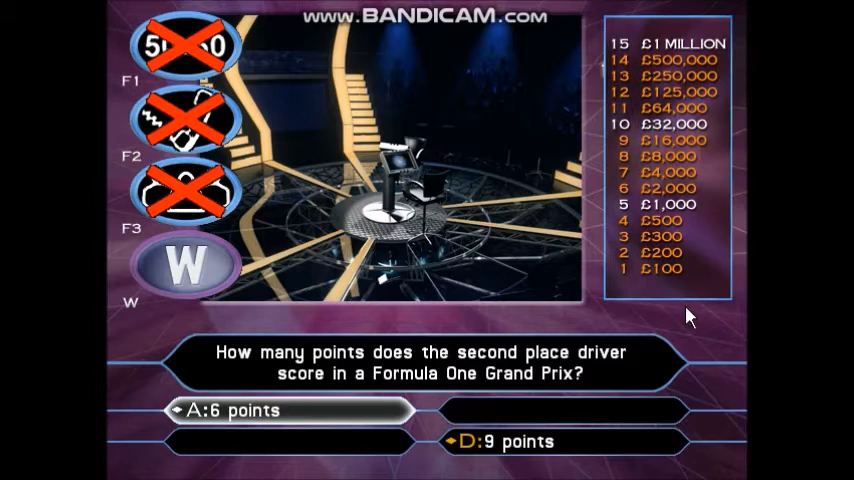 WWW.BANDICAM.COM
50:50
F1
F2
F3
W
W
15 £1 MILLION
14 £500,000
13 £250,000
12 £125,000
11 £64,000
10 £32,000
9 £16,000
8 £8,000
7 £4,000
6 £2,000
5 £1,000
4 £500
3 £300
2 £200
1 £100
How many points does the second place driver
score in a Formula One Grand Prix?
A:6 points
D:9 points